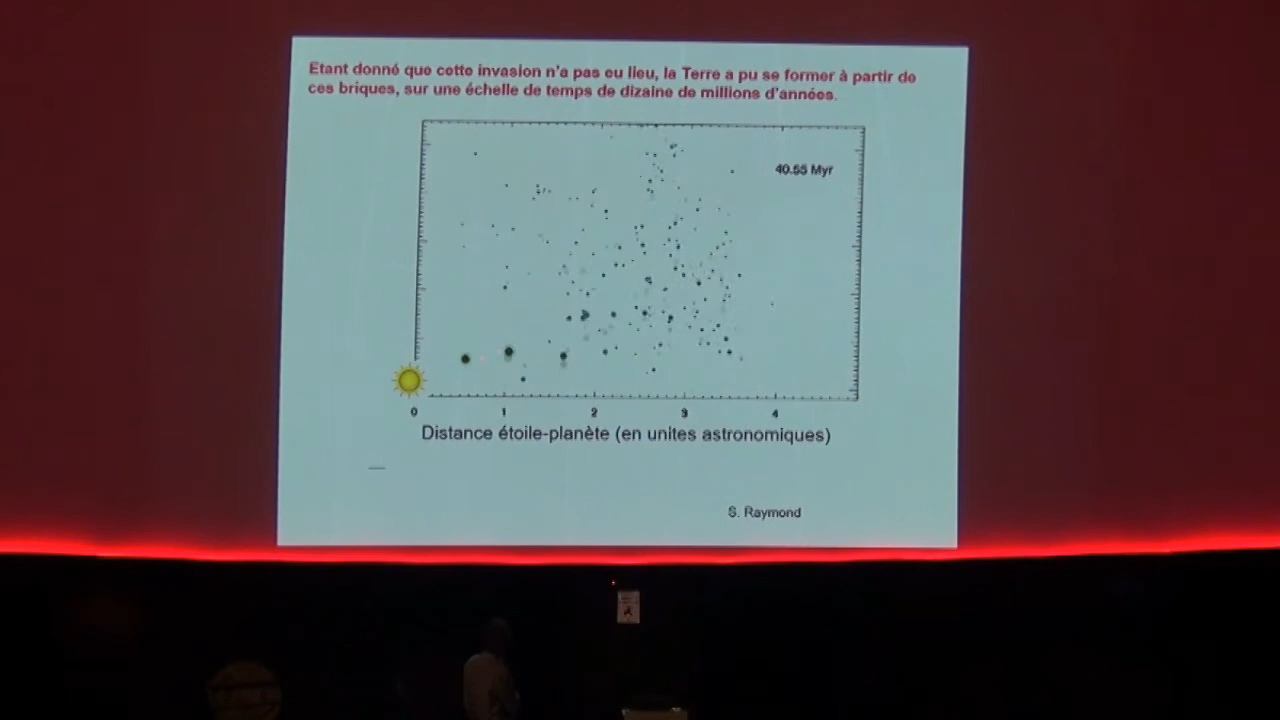 Etant donné que cette invasion n'a pas eu lieu, la Terre a pu se former à partir de
ces briques, sur une échelle de temps de dizaine de millions d'années.
40.55 Myr
0 1 2 3 4
Distance étoile-planète (en unites astronomiques)
S. Raymond